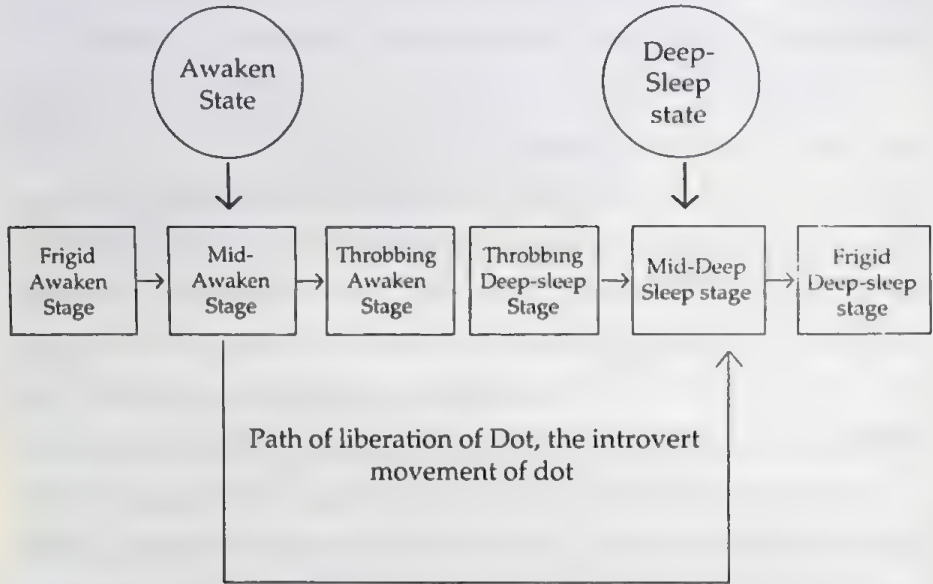 Awaken
State
Deep-
Sleep
state
Frigid
Awaken
Stage
Mid-
Awaken
Stage
Throbbing
Awaken
Stage
Throbbing
Deep-sleep
Stage
Mid-Deep
Sleep stage
Frigid
Deep-sleep
stage
Path of liberation of Dot, the introvert
movement of dot